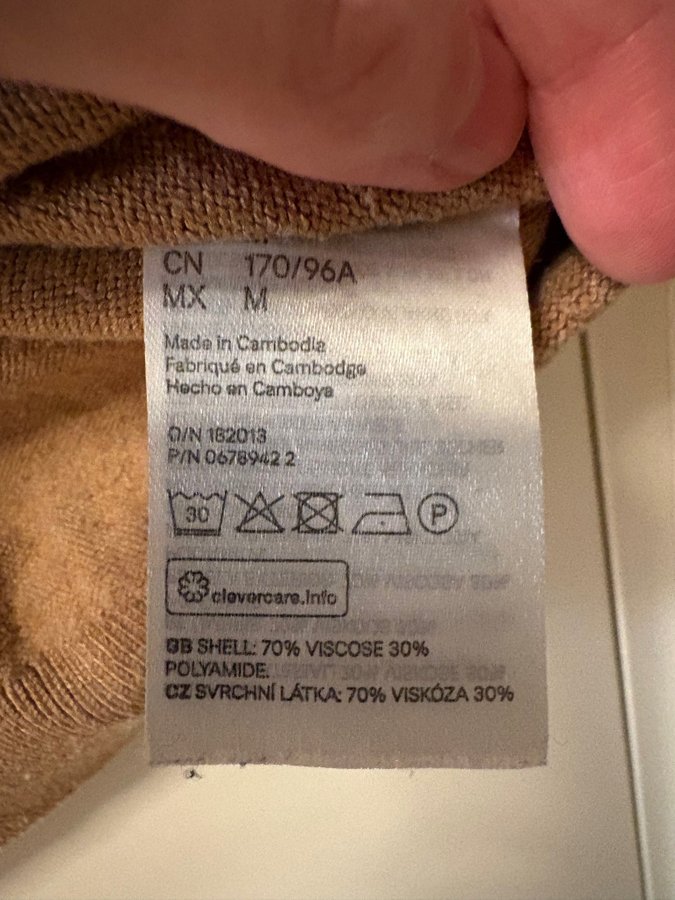 CN 170/96A
MX M
Made in Cambodia
Fabriqué en Cambodge
Hecho en Camboya
O/N 182013
P/N 0678942 2
30
P
clevercare.info
GB SHELL: 70% VISCOSE 30%
POLYAMIDE.
CZ SVRCHNÍ LÁTKA: 70% VISKÓZA 30%